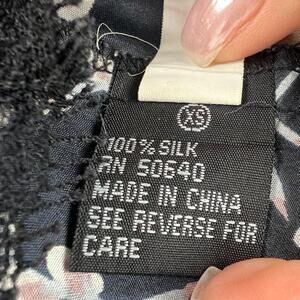 XS
100% SILK
RN 50640
MADE IN CHINA
SEE REVERSE FOR
CARE